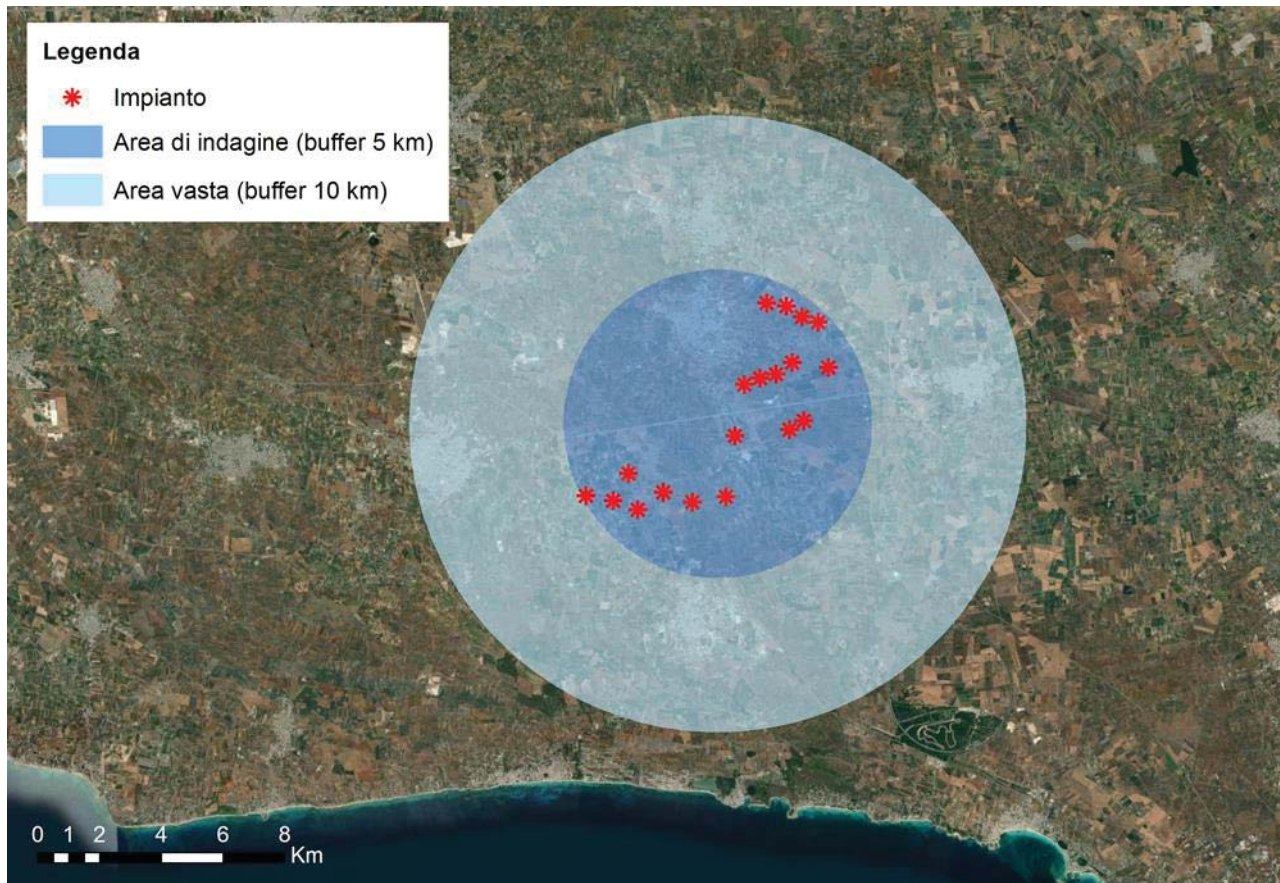 Legenda
Impianto
Area di indagine (buffer 5 km)
Area vasta (buffer 10 km)
0 1 2 4 6 8
Km